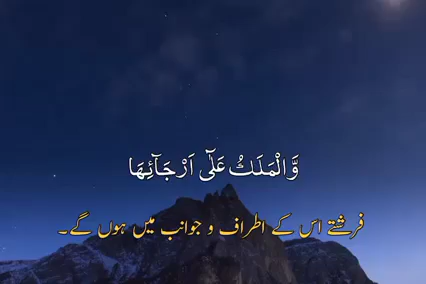 وَّالْمَلَكُ عَلٰٓى اَرْجَآئِهَا
فرشتے اس کے اطراف و جوانب میں ہوں گے۔